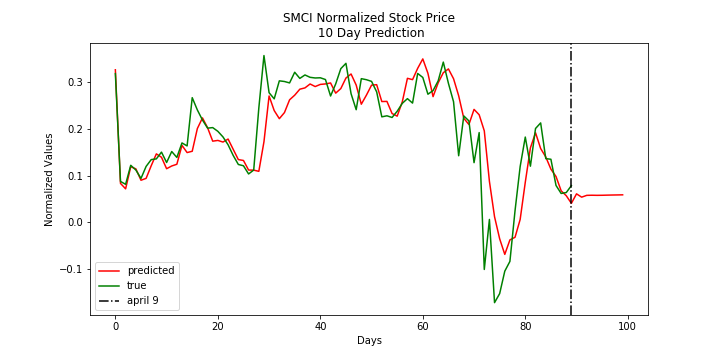 SMCI Normalized Stock Price
10 Day Prediction
Normalized Values
0.3
0.2
0.1
0.0
−0.1
predicted
true
april 9
0
20
40
60
80
100
Days